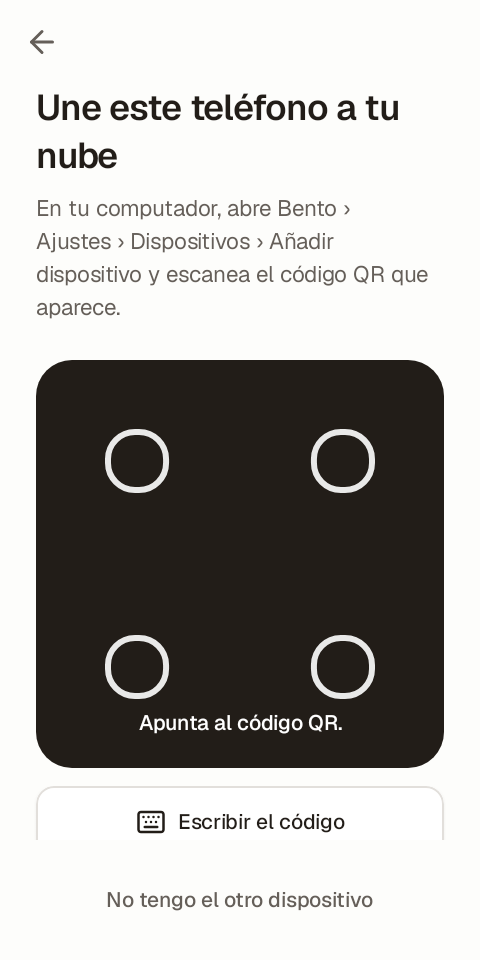 Une este teléfono a tu
nube
En tu computador, abre Bento ›
Ajustes › Dispositivos › Añadir
dispositivo y escanea el código QR que
aparece.
Apunta al código QR.
Escribir el código
No tengo el otro dispositivo